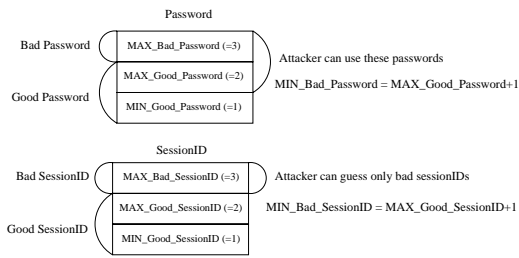 Password
Bad Password
MAX_Bad_Password (=3)
Attacker can use these passwords
MAX_Good_Password (=2)
MIN_Bad_Password = MAX_Good_Password+1
Good Password
MIN_Good_Password (=1)
SessionID
Bad SessionID
MAX_Bad_SessionID (=3)
Attacker can guess only bad sessionIDs
MAX_Good_SessionID (=2)
MIN_Bad_SessionID = MAX_Good_SessionID+1
Good SessionID
MIN_Good_SessionID (=1)